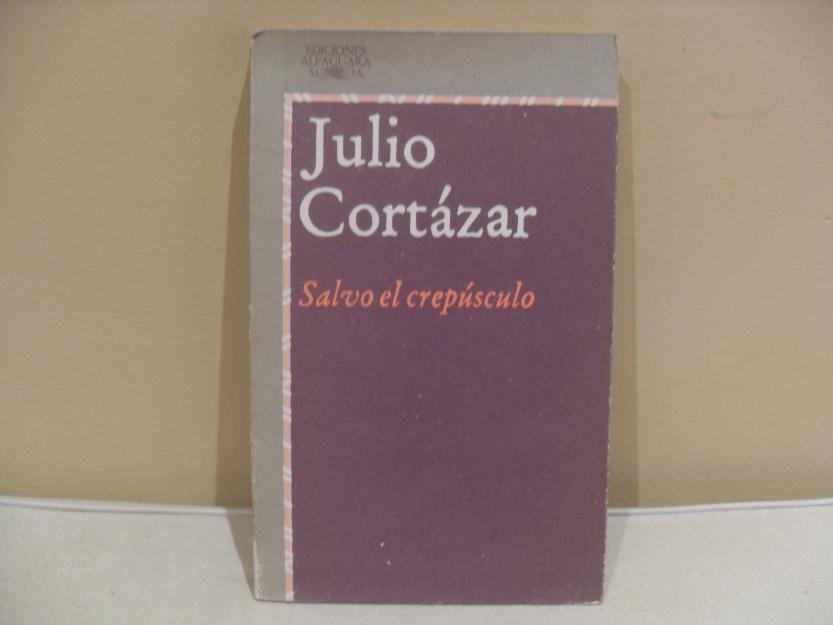 EDICIONES
ALFAGUARA
Julio
Cortázar
Salvo el crepúsculo